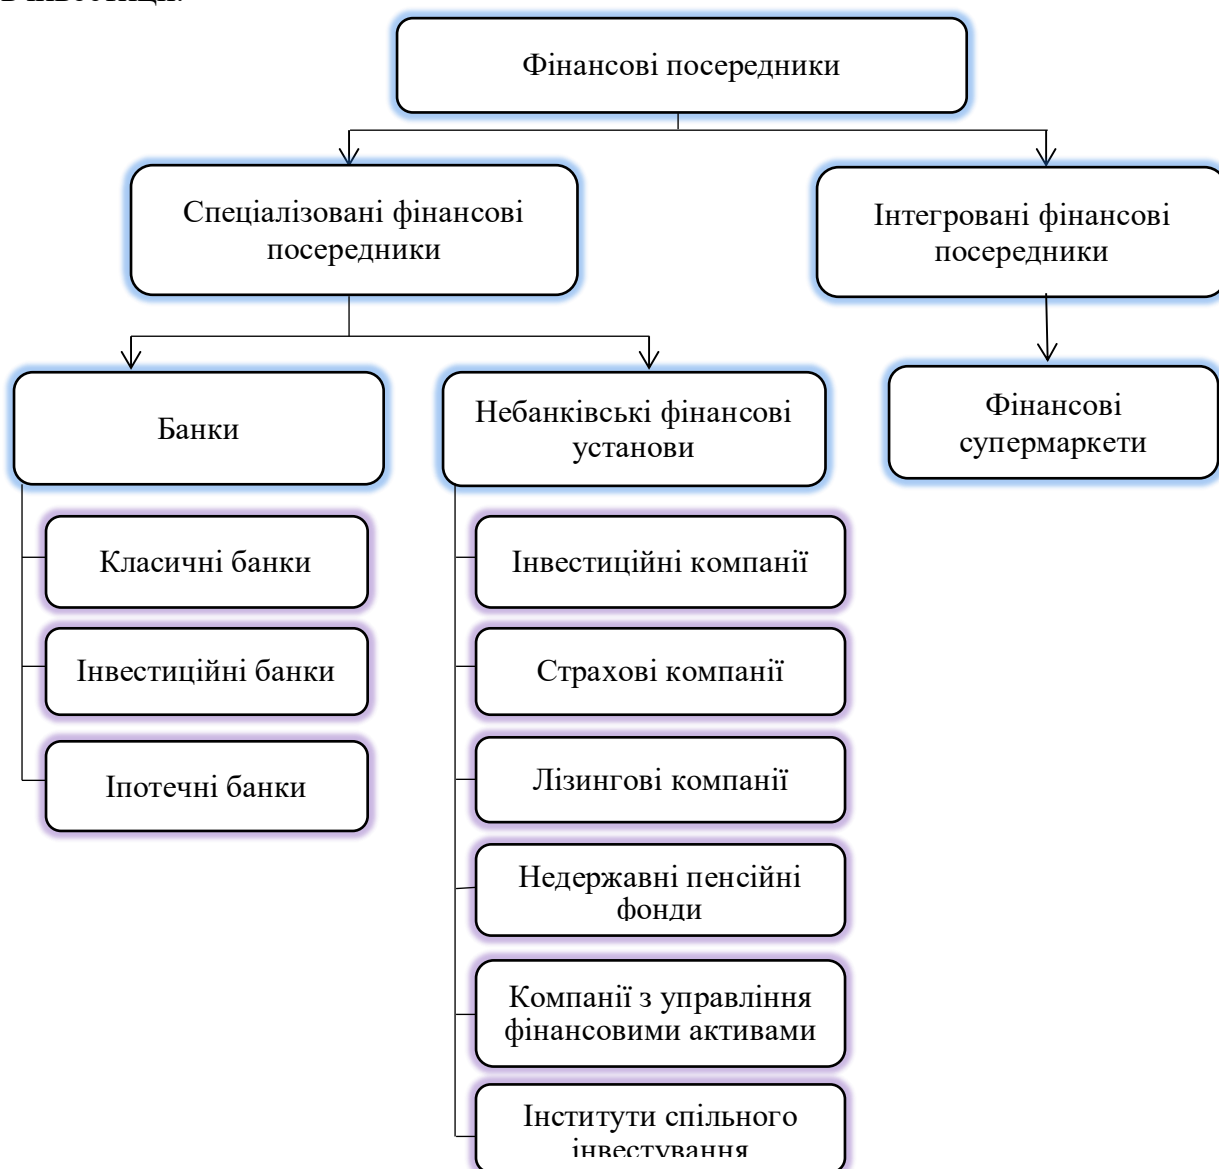 Фінансові посередники
Спеціалізовані фінансові
посередники
Інтегровані фінансові
посередники
Банки
Небанківські фінансові
установи
Фінансові
супермаркети
Класичні банки
Інвестиційні банки
Іпотечні банки
Інвестиційні компанії
Страхові компанії
Лізингові компанії
Недержавні пенсійні
фонди
Компанії з управління
фінансовими активами
Інститути спільного
інвестування